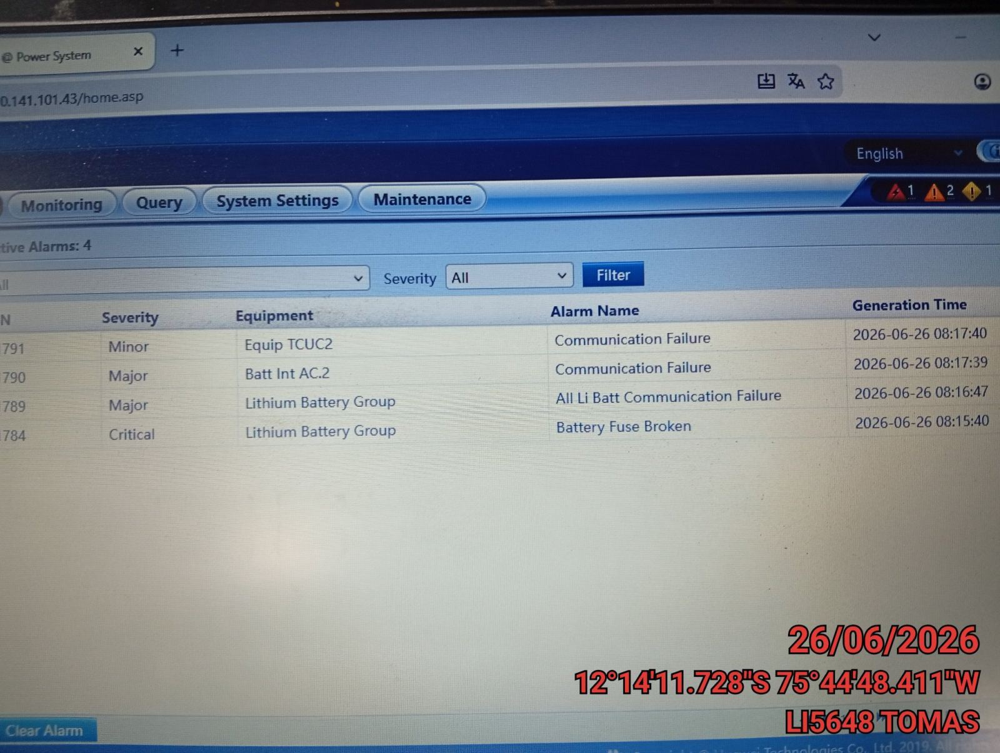 @ Power System × +
0.141.101.43/home.asp
English
Monitoring Query System Settings Maintenance 1 2 1
tive Alarms: 4
All Severity All Filter
N Severity Equipment Alarm Name Generation Time
791 Minor Equip TCUC2 Communication Failure 2026-06-26 08:17:40
790 Major Batt Int AC.2 Communication Failure 2026-06-26 08:17:39
789 Major Lithium Battery Group All Li Batt Communication Failure 2026-06-26 08:16:47
784 Critical Lithium Battery Group Battery Fuse Broken 2026-06-26 08:15:40
26/06/2026
12°14'11.728"S 75°44'48.411"W
LI5648 TOMAS
Clear Alarm
Technologies Co., Ltd. 2019. All